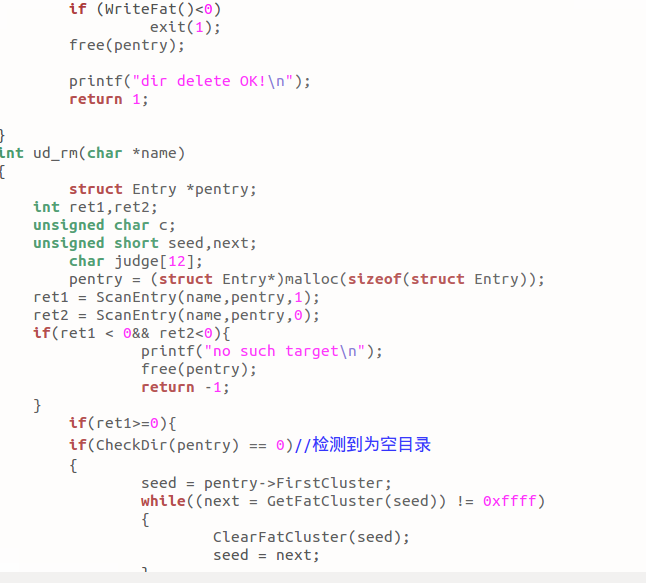 if (WriteFat()<0)
exit(1);
free(pentry);
printf("dir delete OK!\n");
return 1;
}
int ud_rm(char *name)
{
struct Entry *pentry;
int ret1,ret2;
unsigned char c;
unsigned short seed,next;
char judge[12];
pentry = (struct Entry*)malloc(sizeof(struct Entry));
ret1 = ScanEntry(name,pentry,1);
ret2 = ScanEntry(name,pentry,0);
if(ret1 < 0&& ret2<0){
printf("no such target\n");
free(pentry);
return -1;
}
if(ret1>=0){
if(CheckDir(pentry) == 0)//检测到为空目录
{
seed = pentry->FirstCluster;
while((next = GetFatCluster(seed)) != 0xffff)
{
ClearFatCluster(seed);
seed = next;
}